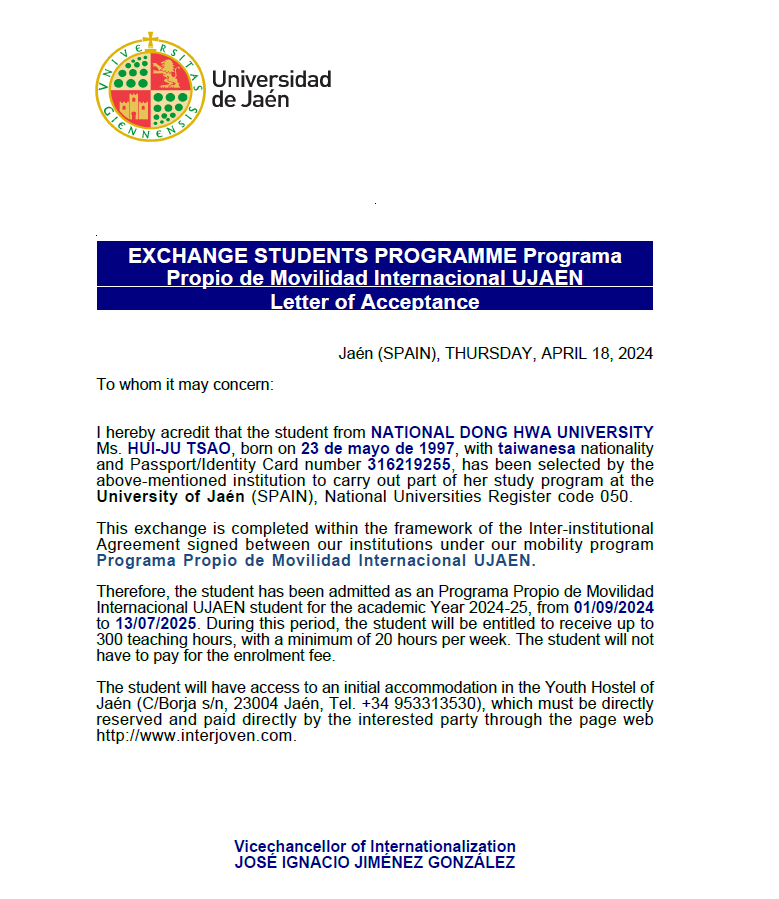 VNIVERSITAS GIENNENSIS
Universidad
de Jaén
EXCHANGE STUDENTS PROGRAMME Programa
Propio de Movilidad Internacional UJAEN
Letter of Acceptance
Jaén (SPAIN), THURSDAY, APRIL 18, 2024
To whom it may concern:
I hereby acredit that the student from NATIONAL DONG HWA UNIVERSITY
Ms. HUI-JU TSAO, born on 23 de mayo de 1997, with taiwanesa nationality
and Passport/Identity Card number 316219255, has been selected by the
above-mentioned institution to carry out part of her study program at the
University of Jaén (SPAIN), National Universities Register code 050.
This exchange is completed within the framework of the Inter-institutional
Agreement signed between our institutions under our mobility program
Programa Propio de Movilidad Internacional UJAEN.
Therefore, the student has been admitted as an Programa Propio de Movilidad
Internacional UJAEN student for the academic Year 2024-25, from 01/09/2024
to 13/07/2025. During this period, the student will be entitled to receive up to
300 teaching hours, with a minimum of 20 hours per week. The student will not
have to pay for the enrolment fee.
The student will have access to an initial accommodation in the Youth Hostel of
Jaén (C/Borja s/n, 23004 Jaén, Tel. +34 953313530), which must be directly
reserved and paid directly by the interested party through the page web
http://www.interjoven.com.
Vicechancellor of Internationalization
JOSÉ IGNACIO JIMÉNEZ GONZÁLEZ